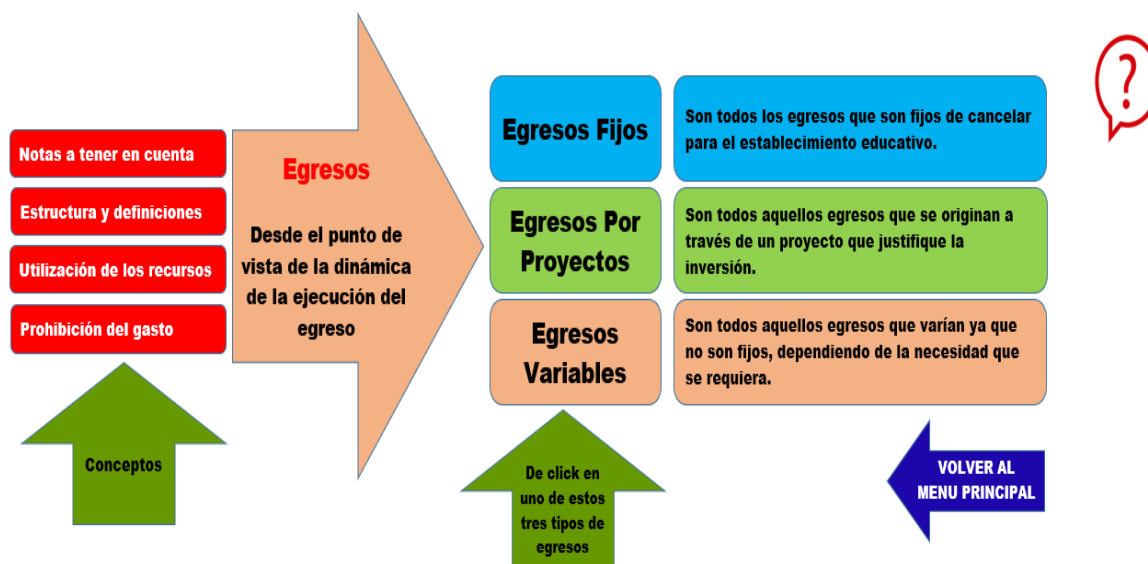 Notas a tener en cuenta
Estructura y definiciones
Utilización de los recursos
Prohibición del gasto
Conceptos
Egresos
Desde el punto de
vista de la dinámica
de la ejecución del
egreso
Egresos Fijos
Son todos los egresos que son fijos de cancelar
para el establecimiento educativo.
Egresos Por
Proyectos
Son todos aquellos egresos que se originan a
través de un proyecto que justifique la
inversión.
Egresos
Variables
Son todos aquellos egresos que varían ya que
no son fijos, dependiendo de la necesidad que
se requiera.
De click en
uno de estos
tres tipos de
egresos
VOLVER AL
MENU PRINCIPAL
?